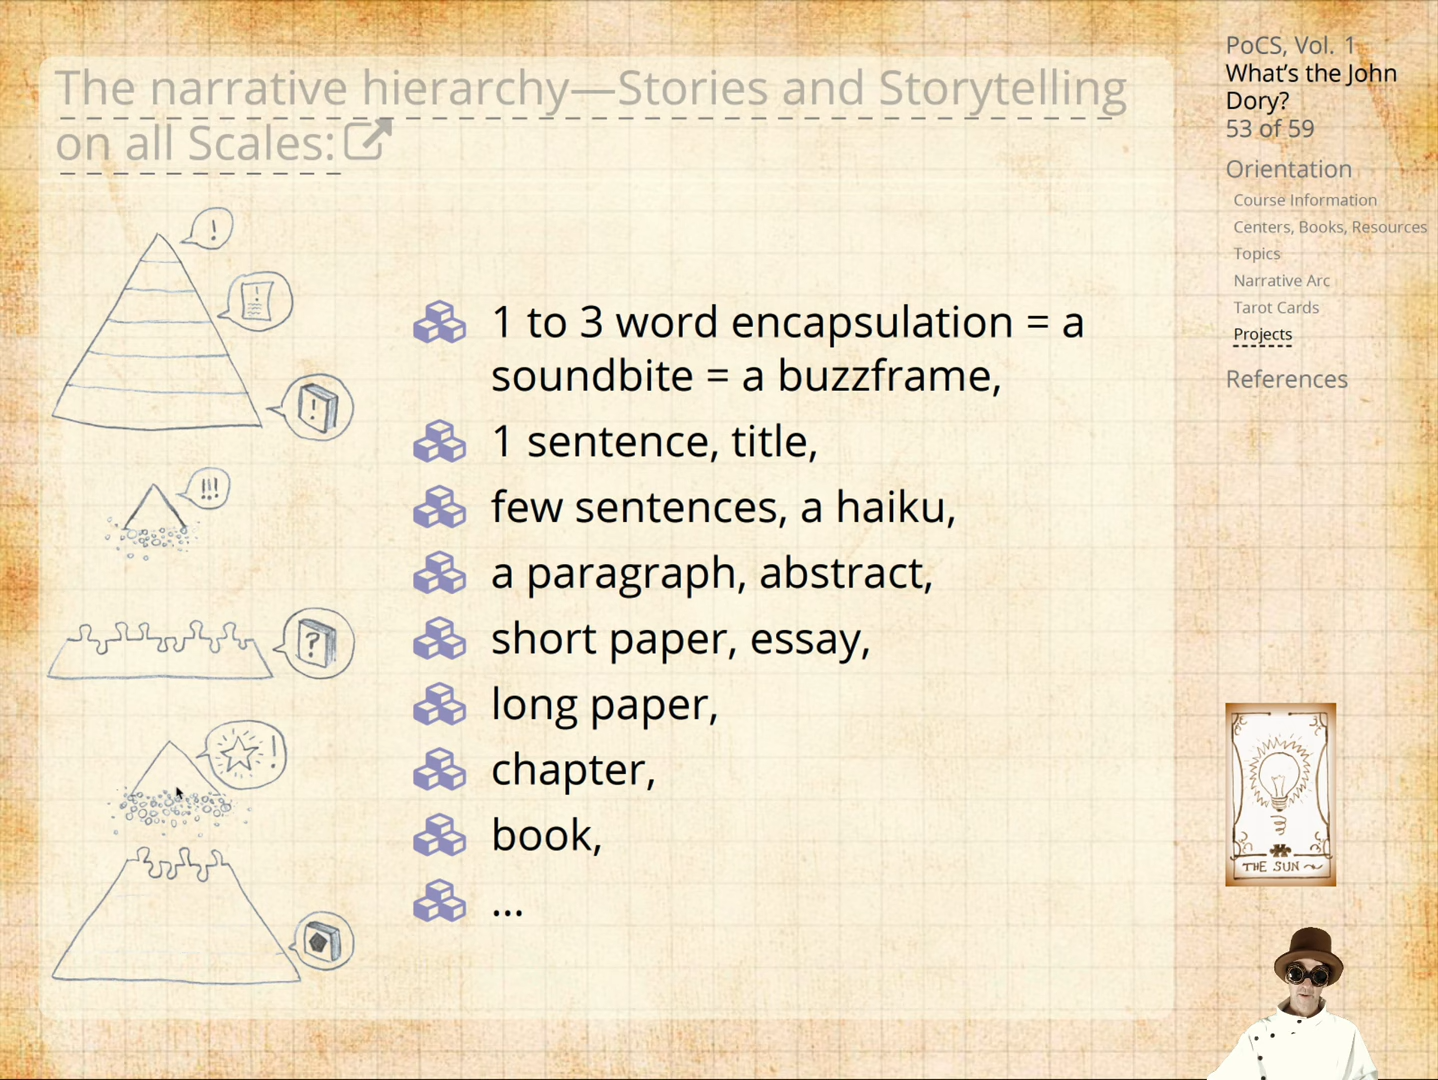 The narrative hierarchy—Stories and Storytelling
on all Scales:
!
!
!
!!!
?
!
1 to 3 word encapsulation = a
soundbite = a buzzframe,
1 sentence, title,
few sentences, a haiku,
a paragraph, abstract,
short paper, essay,
long paper,
chapter,
book,
...
PoCS, Vol. 1
What’s the John
Dory?
53 of 59
Orientation
Course Information
Centers, Books, Resources
Topics
Narrative Arc
Tarot Cards
Projects
References
THE SUN